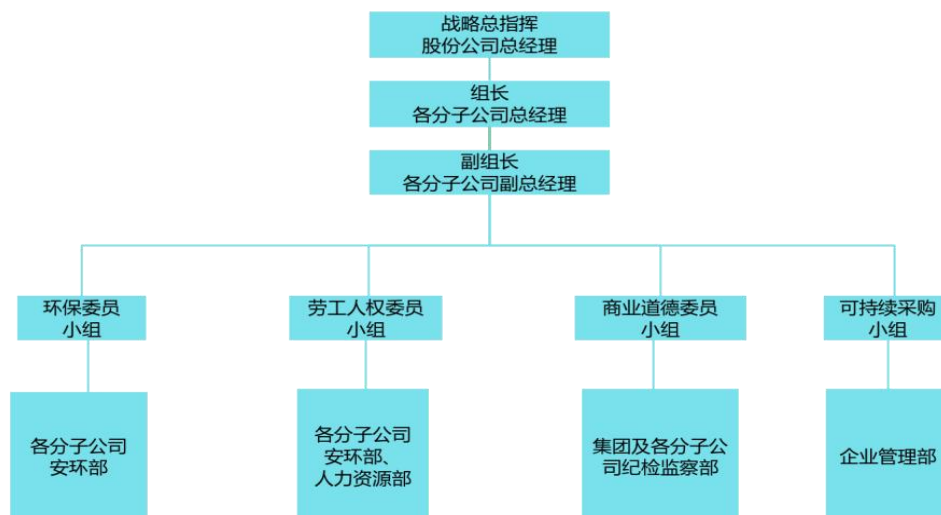 战略总指挥
股份公司总经理
组长
各分子公司总经理
副组长
各分子公司副总经理
环保委员
小组
劳工人权委员
小组
商业道德委员
小组
可持续采购
小组
各分子公司
安环部
各分子公司
安环部、
人力资源部
集团及各分子公
司纪检监察部
企业管理部